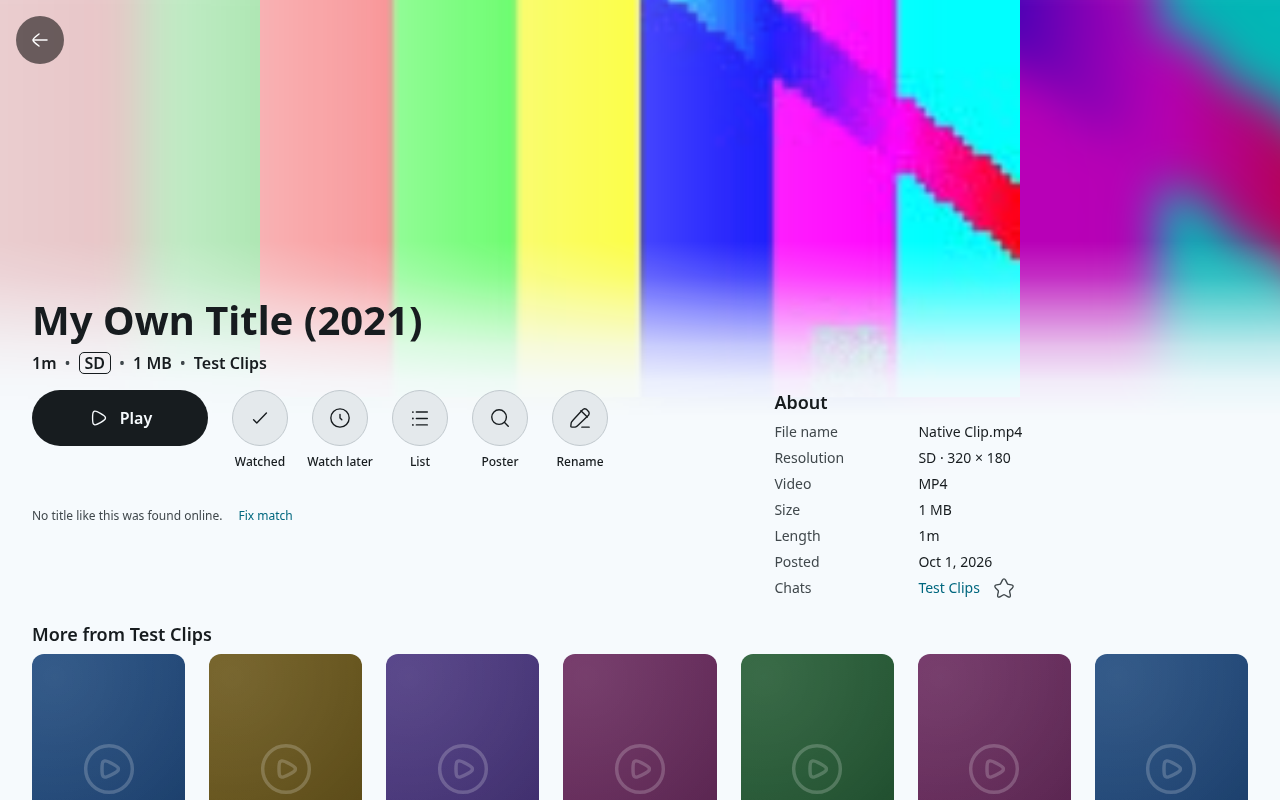 My Own Title (2021)
1m • SD • 1 MB • Test Clips
Play
Watched
Watch later
List
Poster
Rename
No title like this was found online. Fix match
About
File name Native Clip.mp4
Resolution SD · 320 × 180
Video MP4
Size 1 MB
Length 1m
Posted Oct 1, 2026
Chats Test Clips
More from Test Clips